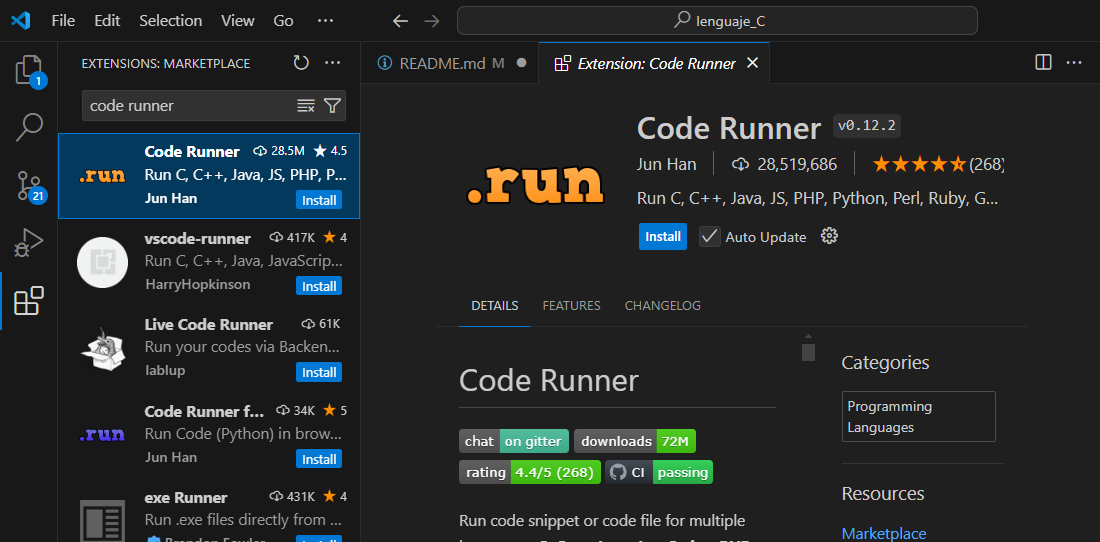 File Edit Selection View Go ···
lenguaje_C
EXTENSIONS: MARKETPLACE
code runner
1
21
Code Runner 28.5M 4.5
Run C, C++, Java, JS, PHP, P...
Jun Han Install
vscode-runner 417K 4
Run C, C++, Java, JavaScrip...
HarryHopkinson Install
Live Code Runner 61K
Run your codes via Backen...
lablup Install
Code Runner f... 34K 5
Run Code (Python) in brow...
Jun Han Install
exe Runner 431K 4
Run .exe files directly from ...
README.md M
Extension: Code Runner
.run
Code Runner v0.12.2
Jun Han 28,519,686 (268)
Run C, C++, Java, JS, PHP, Python, Perl, Ruby, G...
Install Auto Update
DETAILS FEATURES CHANGELOG
Code Runner
chat on gitter downloads 72M
rating 4.4/5 (268) CI passing
Run code snippet or code file for multiple
Categories
Programming
Languages
Resources
Marketplace